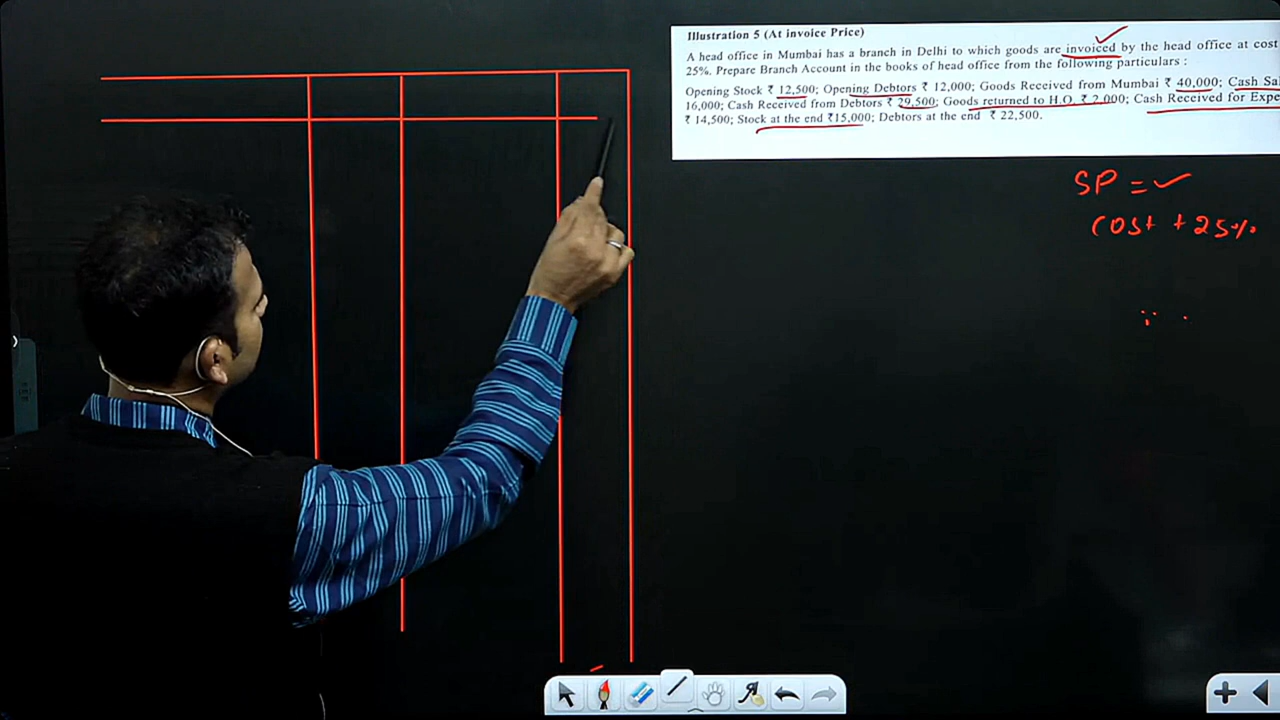 Illustration 5 (At invoice Price)
A head office in Mumbai has a branch in Delhi to which goods are invoiced by the head office at cost
25%. Prepare Branch Account in the books of head office from the following particulars :
Opening Stock ₹ 12,500; Opening Debtors ₹ 12,000; Goods Received from Mumbai ₹ 40,000; Cash Sal
16,000; Cash Received from Debtors ₹ 29,500; Goods returned to H.O. ₹ 2,000; Cash Received for Expe
₹ 14,500; Stock at the end ₹15,000; Debtors at the end ₹ 22,500.
SP =
Cost + 25%